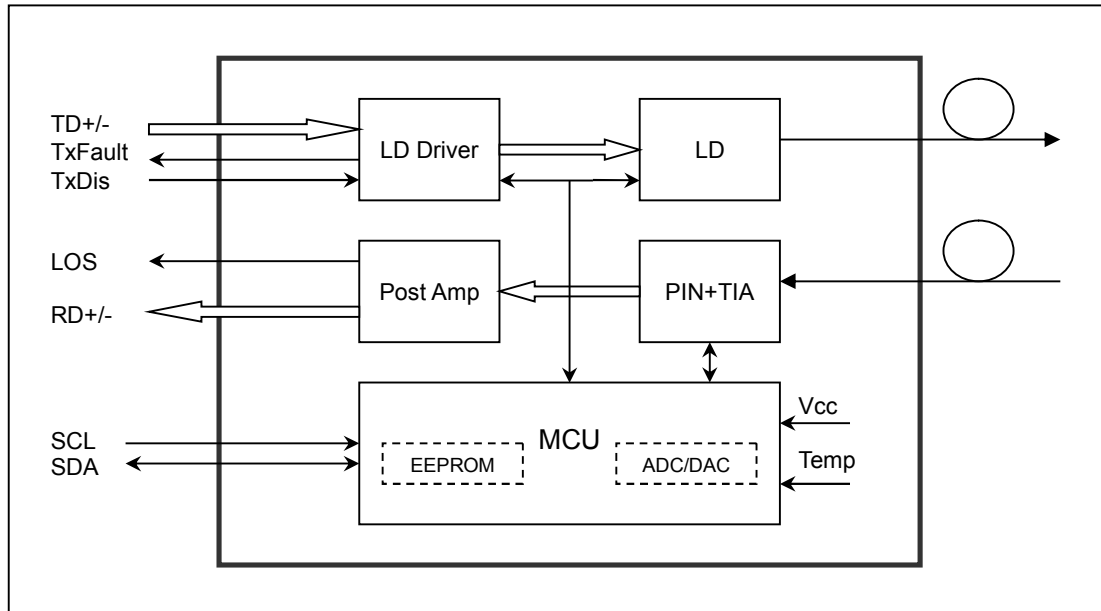 TD+/-
TxFault
TxDis
LD Driver
LD
LOS
RD+/-
Post Amp
PIN+TIA
SCL
SDA
MCU
EEPROM
ADC/DAC
Vcc
Temp